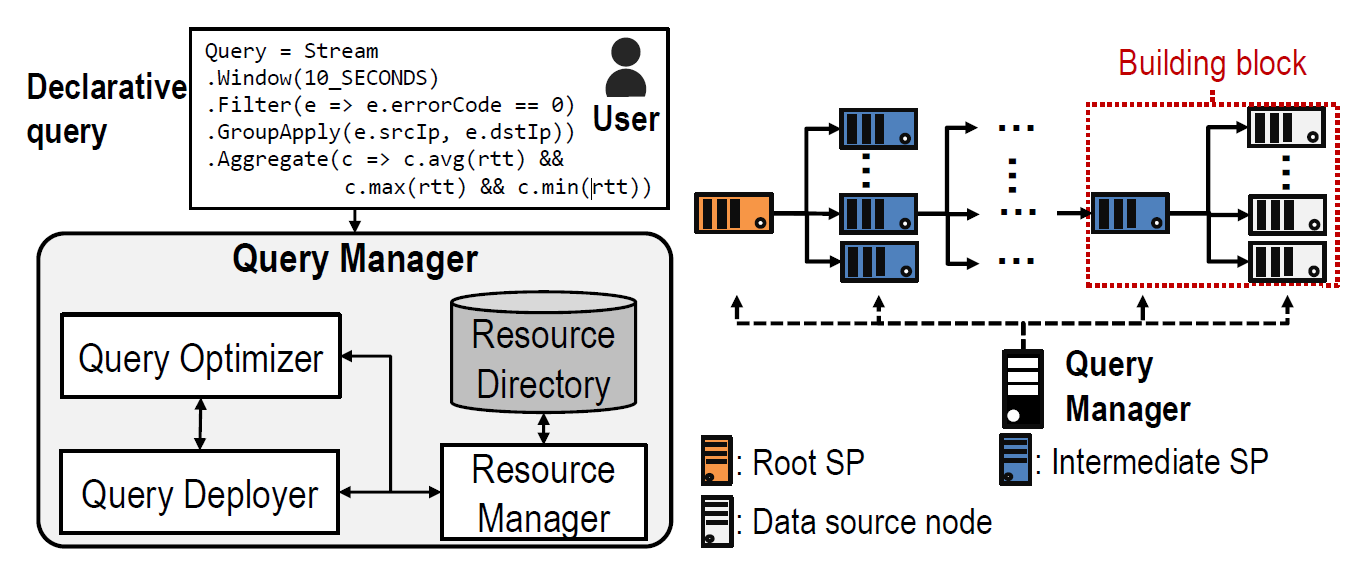 Declarative
query
Query = Stream
.Window(10_SECONDS)
.Filter(e => e.errorCode == 0)
.GroupApply(e.srcIp, e.dstIp))
.Aggregate(c => c.avg(rtt) &&
c.max(rtt) && c.min(rtt))
User
Query Manager
Query Optimizer
Query Deployer
Resource
Directory
Resource
Manager
Building block
...
...
...
Query
Manager
: Root SP
: Intermediate SP
: Data source node